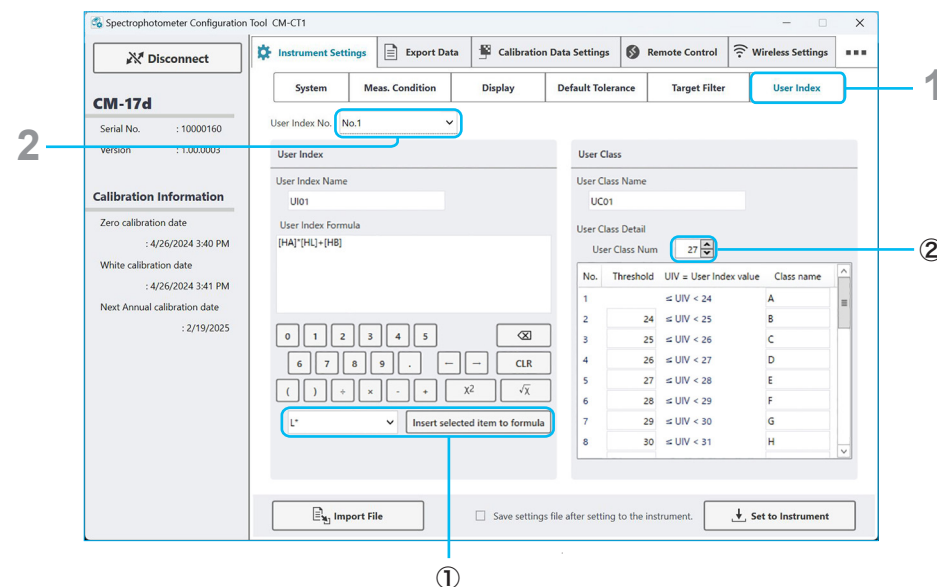 Spectrophotometer Configuration Tool CM-CT1
Disconnect
Instrument Settings
Export Data
Calibration Data Settings
Remote Control
Wireless Settings
System
Meas. Condition
Display
Default Tolerance
Target Filter
User Index
1
CM-17d
Serial No. : 10000160
Version : 1.00.0003
Calibration Information
Zero calibration date
: 4/26/2024 3:40 PM
White calibration date
: 4/26/2024 3:41 PM
Next Annual calibration date
: 2/19/2025
2
User Index No. No.1
User Index
User Index Name
UI01
User Index Formula
[HA]*[HL]+[HB]
0 1 2 3 4 5 ⌫
6 7 8 9 . ← → CLR
( ) ÷ × - + X2 √X
L* Insert selected item to formula
①
User Class
User Class Name
UC01
User Class Detail
User Class Num 27
②
No. Threshold UIV = User Index value Class name
1 ≤ UIV < 24 A
2 24 ≤ UIV < 25 B
3 25 ≤ UIV < 26 C
4 26 ≤ UIV < 27 D
5 27 ≤ UIV < 28 E
6 28 ≤ UIV < 29 F
7 29 ≤ UIV < 30 G
8 30 ≤ UIV < 31 H
Import File
Save settings file after setting to the instrument.
Set to Instrument